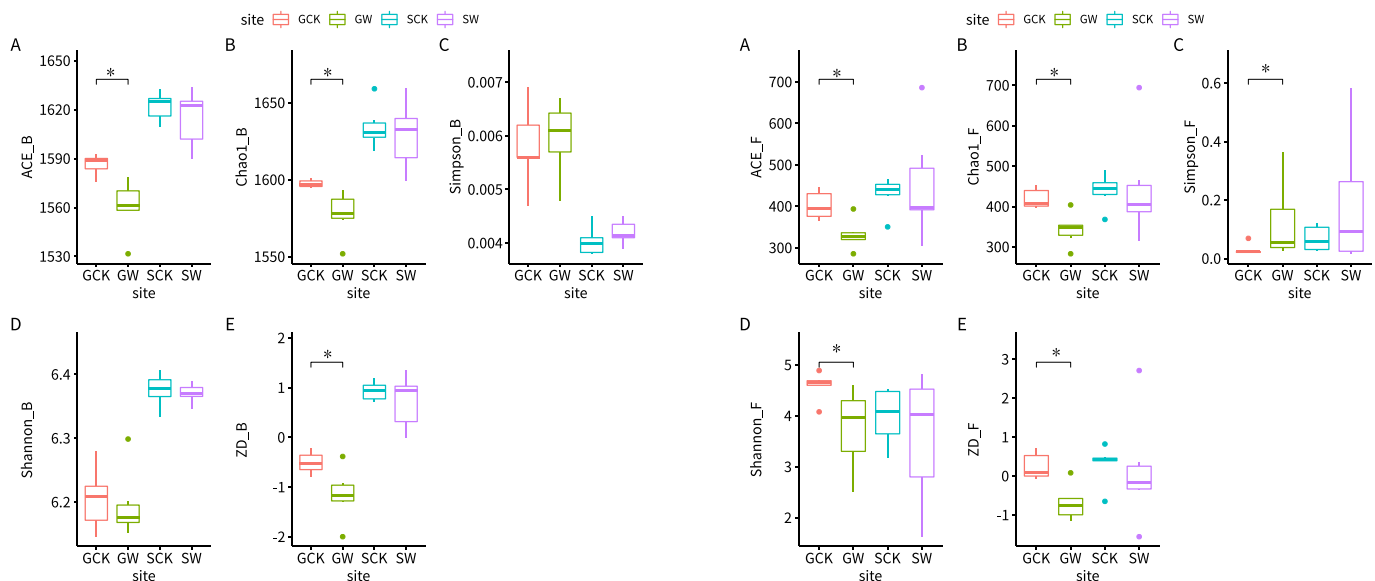 site GCK GW SCK SW
A
ACE_B
1650
1620
1590
1560
1530
*
GCK GW SCK SW
site
B
Chao1_B
1650
1600
1550
*
GCK GW SCK SW
site
C
Simpson_B
0.007
0.006
0.005
0.004
GCK GW SCK SW
site
D
Shannon_B
6.4
6.3
6.2
GCK GW SCK SW
site
E
ZD_B
2
1
0
-1
-2
*
GCK GW SCK SW
site
site GCK GW SCK SW
A
ACE_F
700
600
500
400
300
*
GCK GW SCK SW
site
B
Chao1_F
700
600
500
400
300
*
GCK GW SCK SW
site
C
Simpson_F
0.6
0.4
0.2
0.0
*
GCK GW SCK SW
site
D
Shannon_F
5
4
3
2
*
GCK GW SCK SW
site
E
ZD_F
3
2
1
0
-1
*
GCK GW SCK SW
site